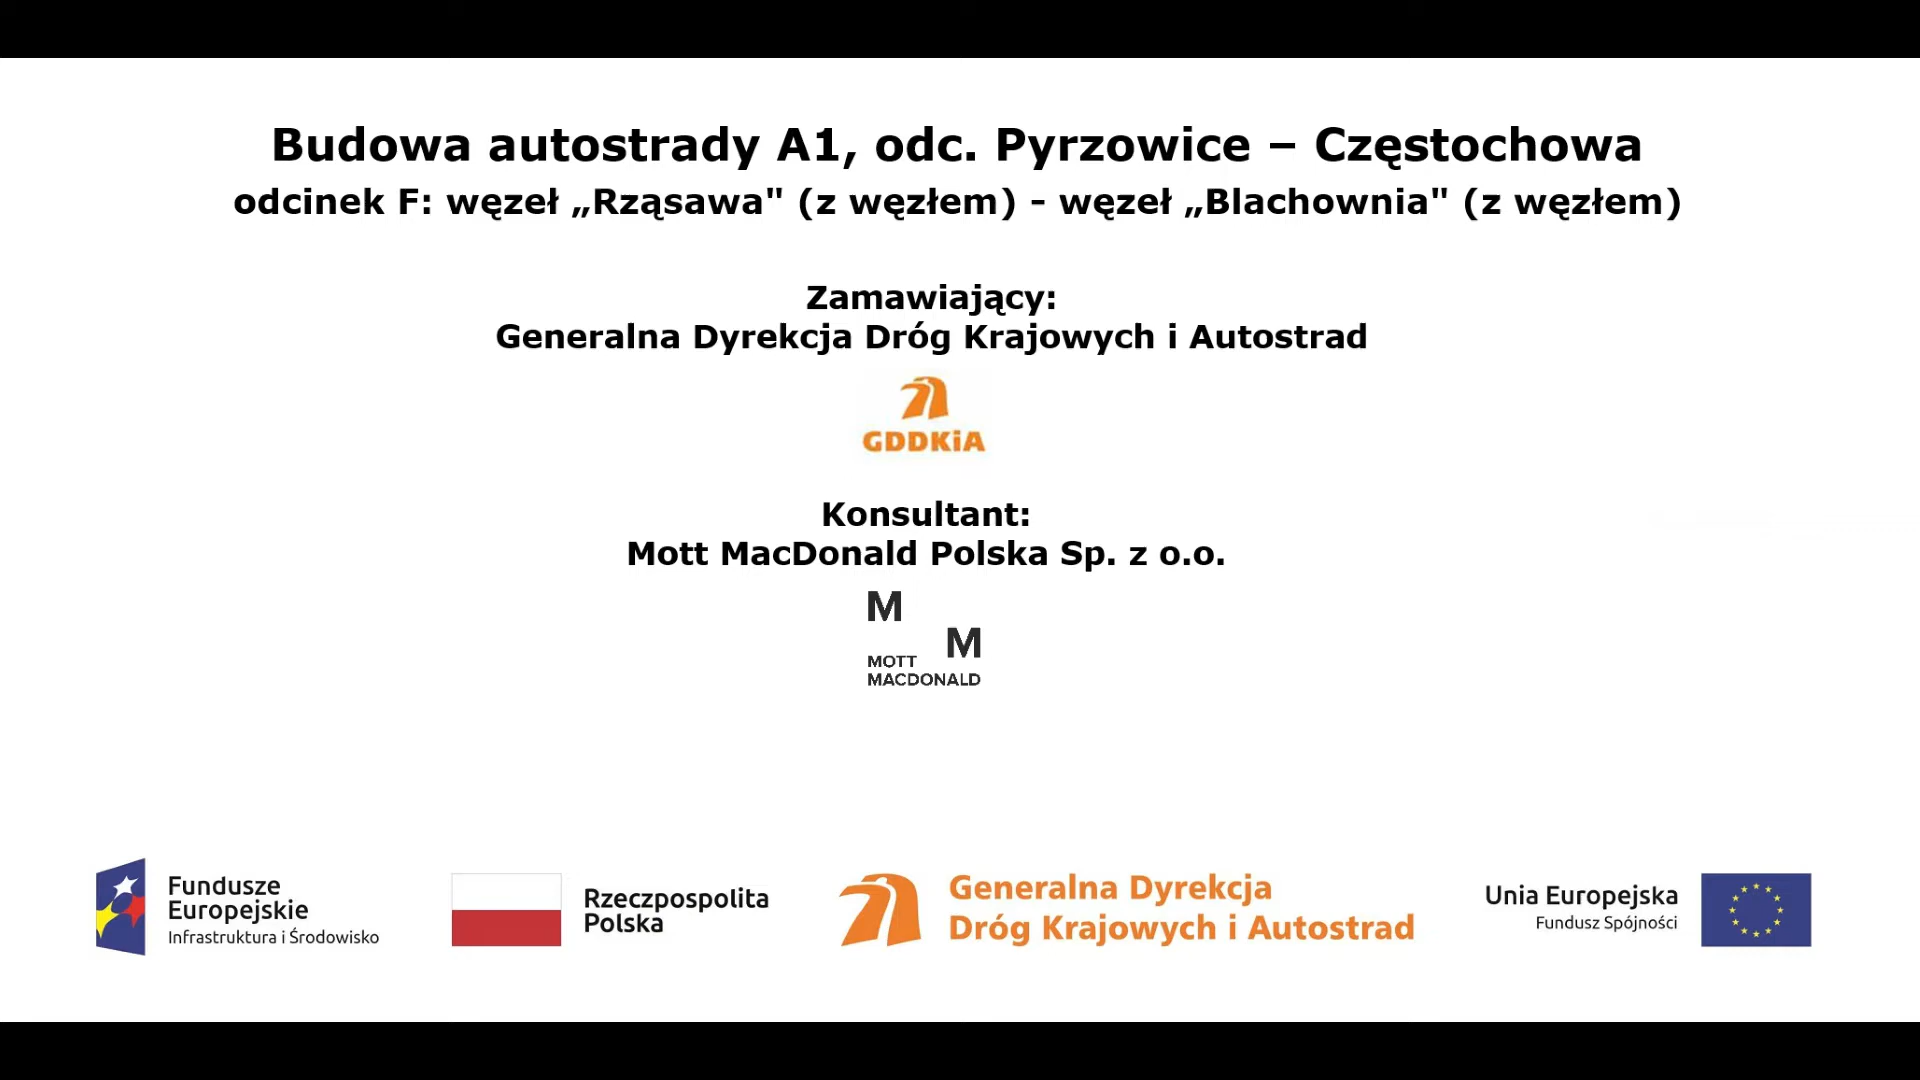 Budowa autostrady A1, odc. Pyrzowice – Częstochowa
odcinek F: węzeł „Rząsawa" (z węzłem) - węzeł „Blachownia" (z węzłem)
Zamawiający:
Generalna Dyrekcja Dróg Krajowych i Autostrad
GDDKiA
Konsultant:
Mott MacDonald Polska Sp. z o.o.
M
M
MOTT
MACDONALD
Fundusze
Europejskie
Infrastruktura i Środowisko
Rzeczpospolita
Polska
Generalna Dyrekcja
Dróg Krajowych i Autostrad
Unia Europejska
Fundusz Spójności